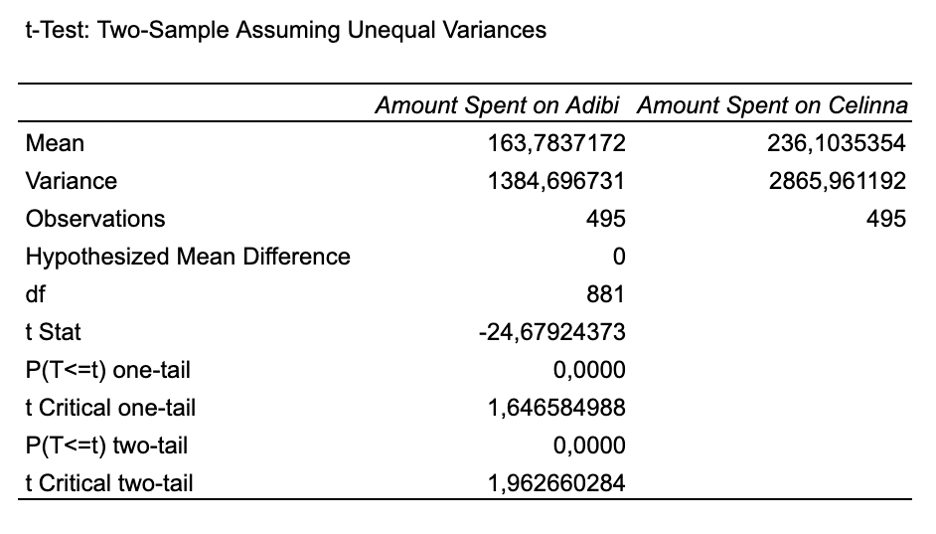 t-Test: Two-Sample Assuming Unequal Variances
Amount Spent on Adibi Amount Spent on Celinna
Mean 163,7837172 236,1035354
Variance 1384,696731 2865,961192
Observations 495 495
Hypothesized Mean Difference 0
df 881
t Stat -24,67924373
P(T<=t) one-tail 0,0000
t Critical one-tail 1,646584988
P(T<=t) two-tail 0,0000
t Critical two-tail 1,962660284